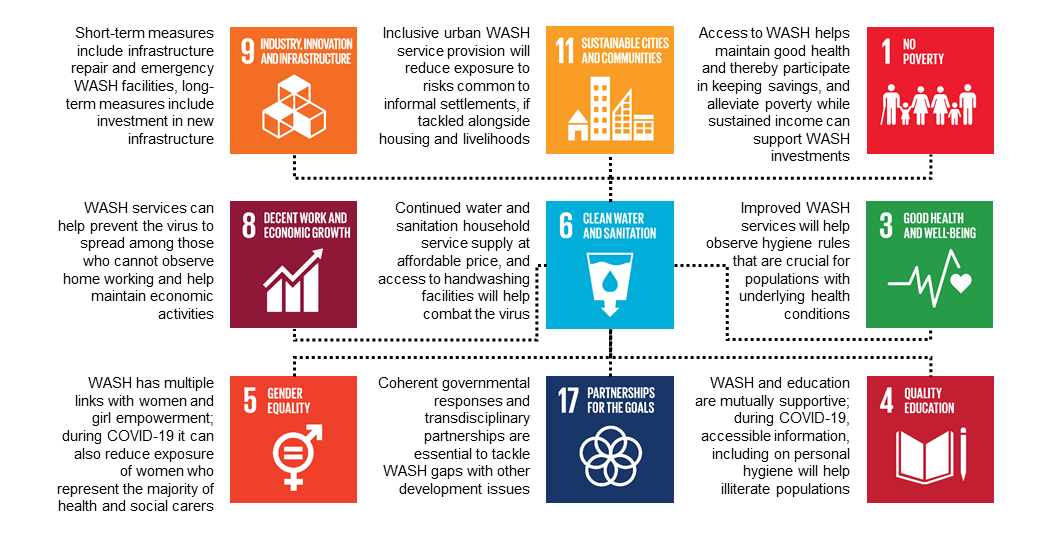 Short-term measures
include infrastructure
repair and emergency
WASH facilities, long-
term measures include
investment in new
infrastructure
9 INDUSTRY, INNOVATION
AND INFRASTRUCTURE
Inclusive urban WASH
service provision will
reduce exposure to
risks common to
informal settlements, if
tackled alongside
housing and livelihoods
11 SUSTAINABLE CITIES
AND COMMUNITIES
Access to WASH helps
maintain good health
and thereby participate
in keeping savings, and
alleviate poverty while
sustained income can
support WASH
investments
1 NO
POVERTY
WASH services can
help prevent the virus to
spread among those
who cannot observe
home working and help
maintain economic
activities
8 DECENT WORK AND
ECONOMIC GROWTH
Continued water and
sanitation household
service supply at
affordable price, and
access to handwashing
facilities will help
combat the virus
6 CLEAN WATER
AND SANITATION
Improved WASH
services will help
observe hygiene rules
that are crucial for
populations with
underlying health
conditions
3 GOOD HEALTH
AND WELL-BEING
WASH has multiple
links with women and
girl empowerment;
during COVID-19 it can
also reduce exposure
of women who
represent the majority of
health and social carers
5 GENDER
EQUALITY
Coherent governmental
responses and
transdisciplinary
partnerships are
essential to tackle
WASH gaps with other
development issues
17 PARTNERSHIPS
FOR THE GOALS
WASH and education
are mutually supportive;
during COVID-19,
accessible information,
including on personal
hygiene will help
illiterate populations
4 QUALITY
EDUCATION